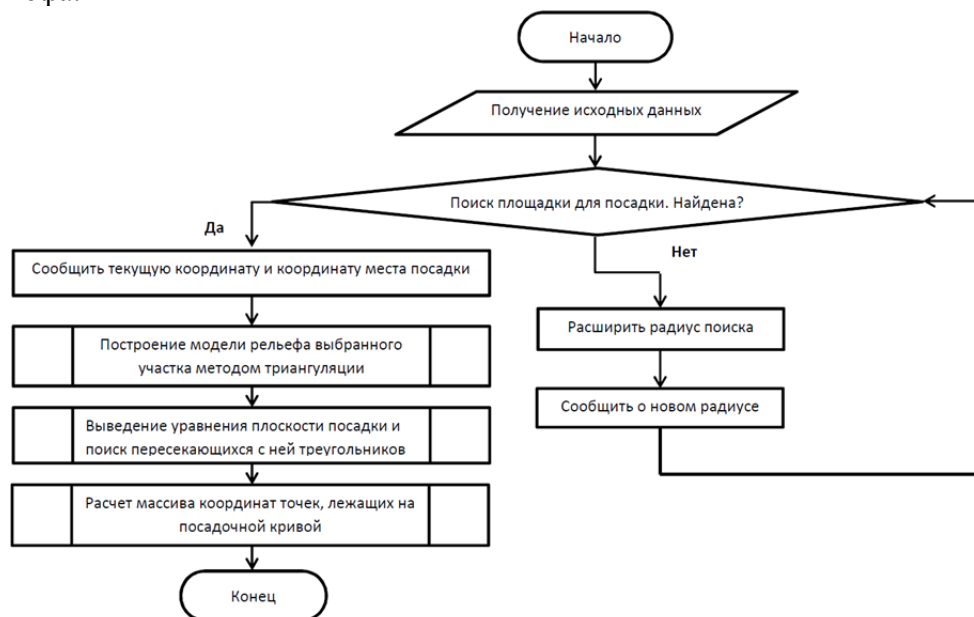 Начало
Получение исходных данных
Поиск площадки для посадки. Найдена?
Да
Нет
Сообщить текущую координату и координату места посадки
Построение модели рельефа выбранного
участка методом триангуляции
Выведение уравнения плоскости посадки и
поиск пересекающихся с ней треугольников
Расчет массива координат точек, лежащих на
посадочной кривой
Конец
Расширить радиус поиска
Сообщить о новом радиусе